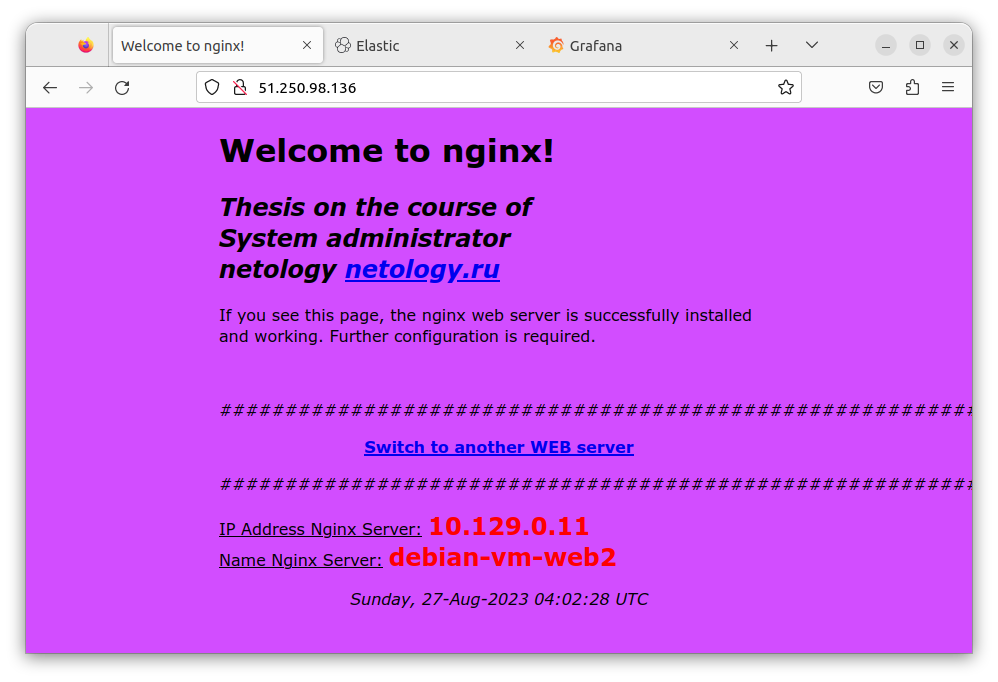 Welcome to nginx! Elastic Grafana
51.250.98.136
Welcome to nginx!
Thesis on the course of
System administrator
netology netology.ru
If you see this page, the nginx web server is successfully installed
and working. Further configuration is required.
##########################################################
Switch to another WEB server
##########################################################
IP Address Nginx Server: 10.129.0.11
Name Nginx Server: debian-vm-web2
Sunday, 27-Aug-2023 04:02:28 UTC